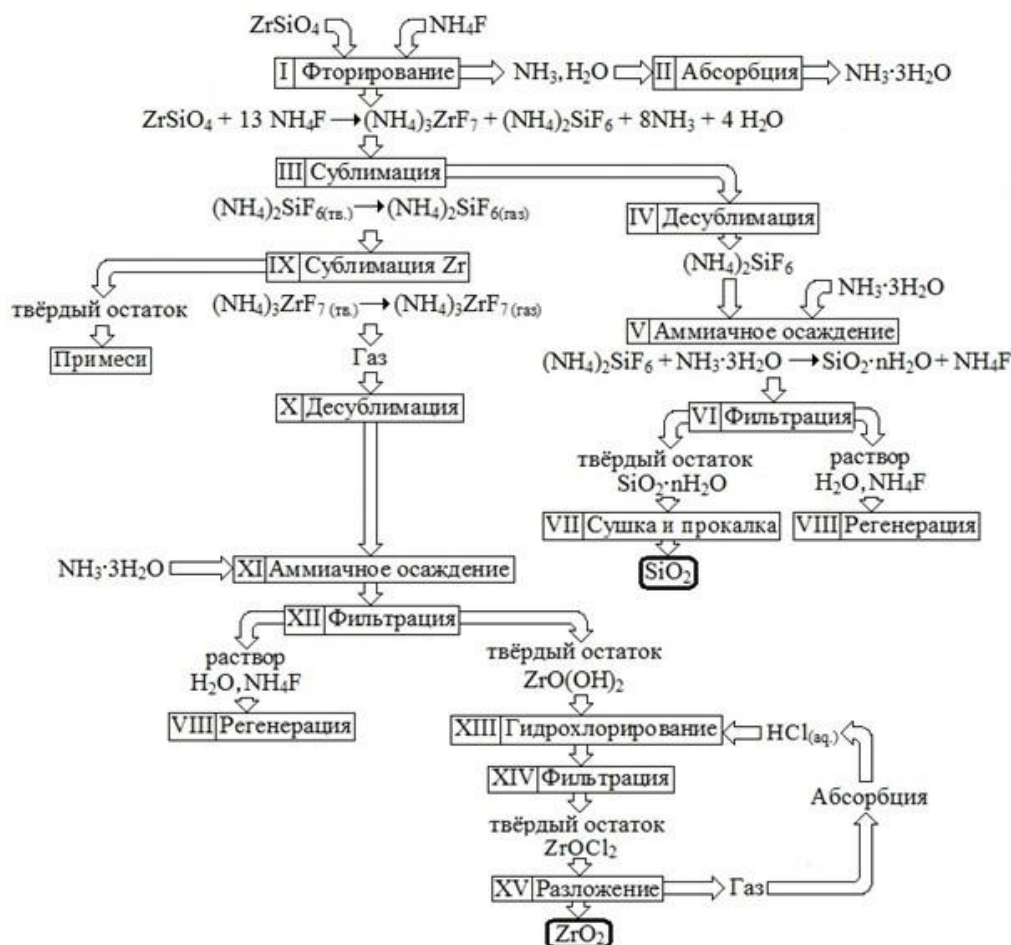 ZrSiO₄ NH₄F
I Фторирование NH₃, H₂O II Абсорбция NH₃·3H₂O
ZrSiO₄ + 13 NH₄F → (NH₄)₃ZrF₇ + (NH₄)₂SiF₆ + 8NH₃ + 4 H₂O
III Сублимация
(NH₄)₂SiF₆(тв.) → (NH₄)₂SiF₆(газ)
IV Десублимация
(NH₄)₂SiF₆
IX Сублимация Zr
(NH₄)₃ZrF₇ (тв.) → (NH₄)₃ZrF₇ (газ)
твёрдый остаток
Примеси
Газ
X Десублимация
NH₃·3H₂O
V Аммиачное осаждение
(NH₄)₂SiF₆ + NH₃·3H₂O → SiO₂·nH₂O + NH₄F
VI Фильтрация
твёрдый остаток
SiO₂·nH₂O
раствор
H₂O, NH₄F
VII Сушка и прокалка
VIII Регенерация
SiO₂
NH₃·3H₂O XI Аммиачное осаждение
XII Фильтрация
раствор
H₂O, NH₄F
VIII Регенерация
твёрдый остаток
ZrO(OH)₂
XIII Гидрохлорирование HCl(aq.)
XIV Фильтрация
Абсорбция
твёрдый остаток
ZrOCl₂
XV Разложение Газ
ZrO₂